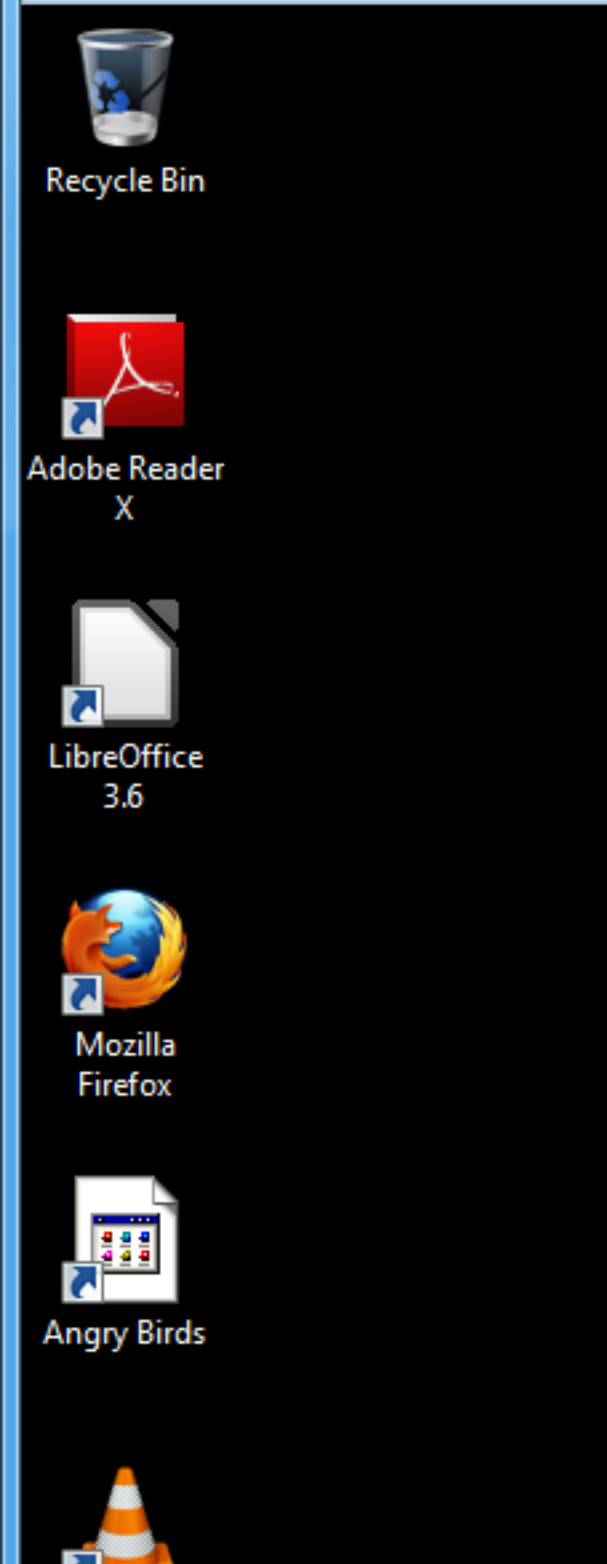 Recycle Bin
Adobe Reader
X
LibreOffice
3.6
Mozilla
Firefox
Angry Birds